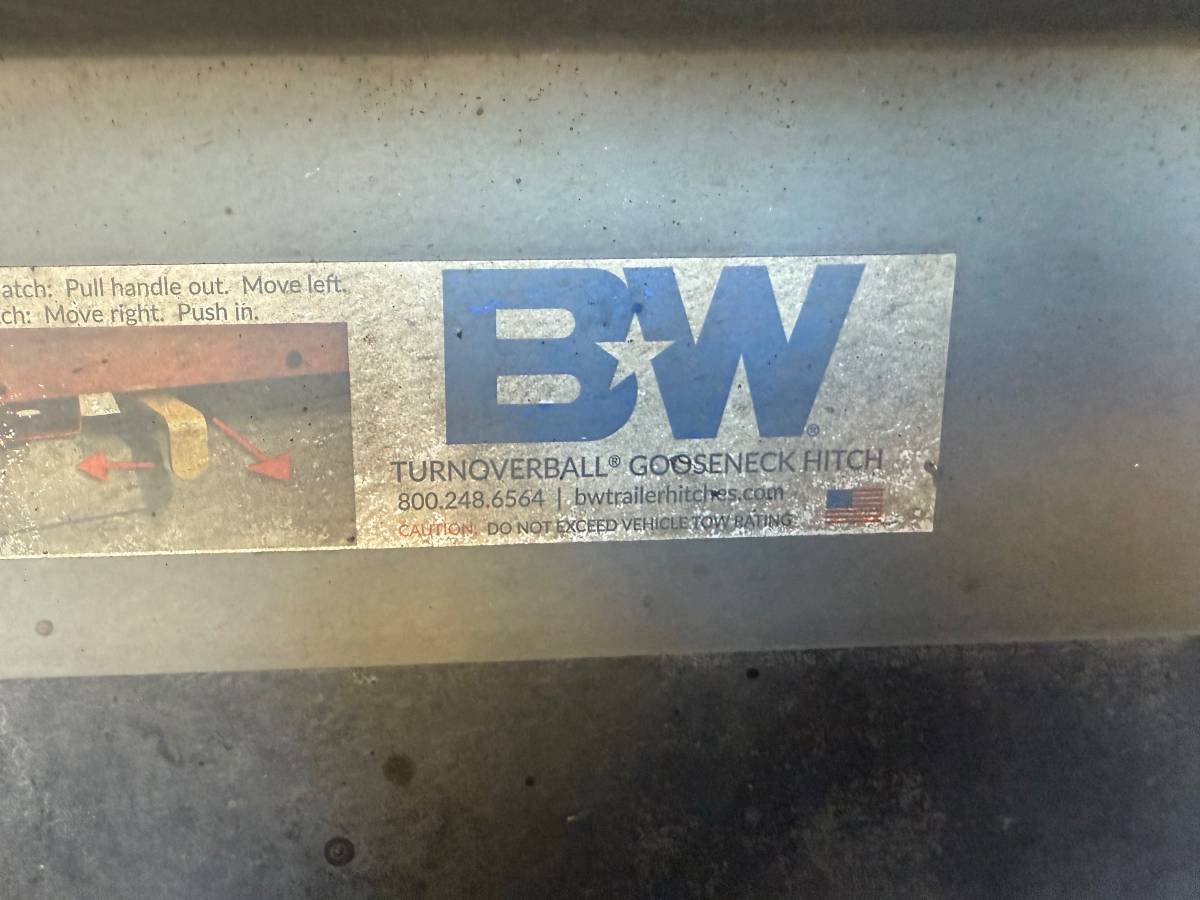 atch: Pull handle out. Move left.
tch: Move right. Push in.
BW®
TURNOVERBALL® GOOSENECK HITCH
800.248.6564 | bwtrailerhitches.com
CAUTION: DO NOT EXCEED VEHICLE TOW RATING